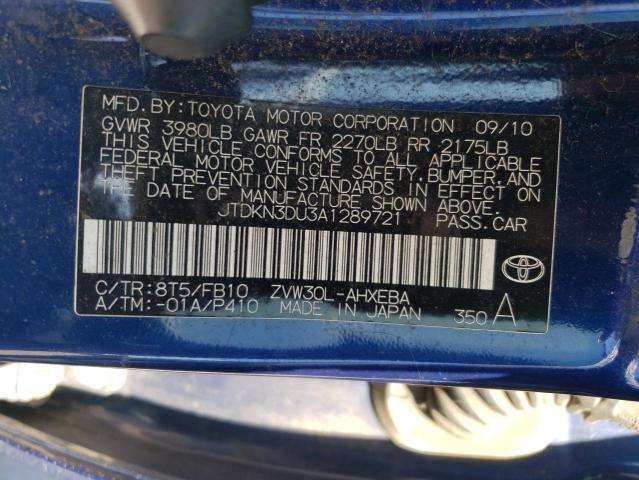 MFD. BY: TOYOTA MOTOR CORPORATION 09/10
GVWR 3980LB GAWR FR 2270LB RR 2175LB
THIS VEHICLE CONFORMS TO ALL APPLICABLE
FEDERAL MOTOR VEHICLE SAFETY, BUMPER, AND
THEFT PREVENTION STANDARDS IN EFFECT ON
THE DATE OF MANUFACTURE SHOWN ABOVE.
JTDKN3DU3A1289721 PASS.CAR
C/TR:8T5/FB10 ZVW30L-AHXEBA
A/TM:-01A/P410 MADE IN JAPAN 350 A